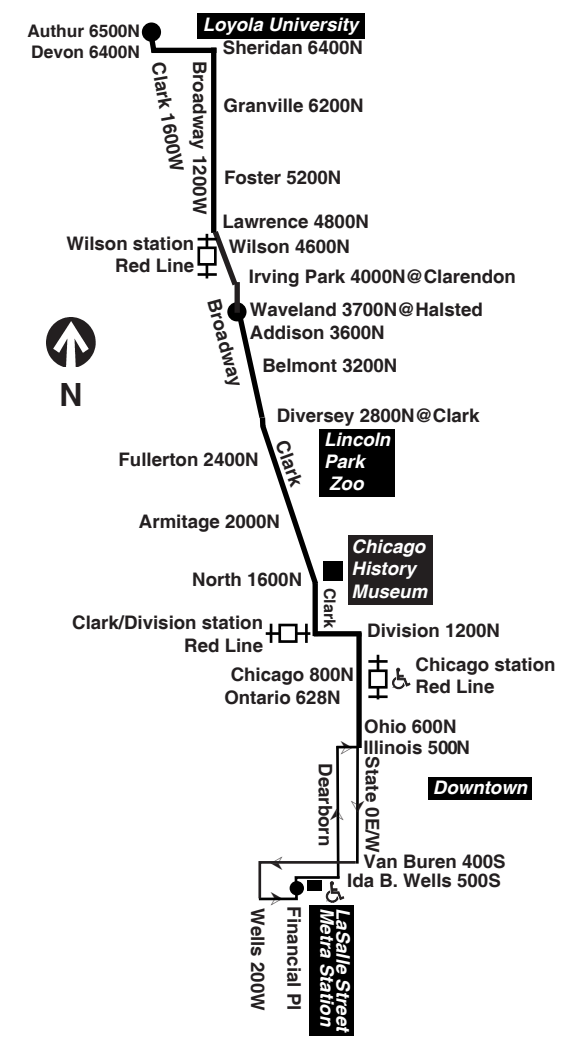 Loyola University
Authur 6500N
Devon 6400N
Sheridan 6400N
Clark 1600W
Broadway 1200W
Granville 6200N
Foster 5200N
Lawrence 4800N
Wilson station
Red Line
Wilson 4600N
Irving Park 4000N@Clarendon
Waveland 3700N@Halsted
Addison 3600N
Broadway
N
Belmont 3200N
Diversey 2800N@Clark
Lincoln
Park
Zoo
Clark
Fullerton 2400N
Armitage 2000N
Chicago
History
Museum
North 1600N
Clark
Clark/Division station
Red Line
Division 1200N
Chicago 800N
Ontario 628N
Chicago station
Red Line
Ohio 600N
Illinois 500N
Dearborn
State 0E/W
Downtown
Van Buren 400S
Ida B. Wells 500S
Wells 200W
Financial Pl
LaSalle Street
Metra Station